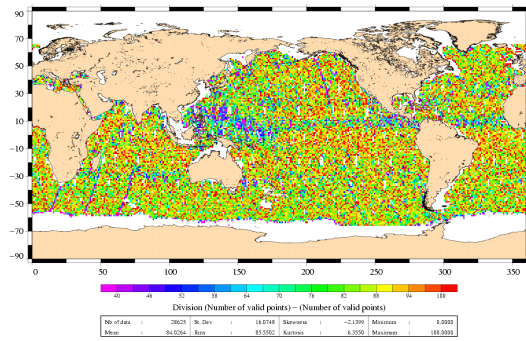 90
70
50
30
10
−10
−30
−50
−70
−90
0 50 100 150 200 250 300 350
40 46 52 58 64 70 76 82 88 94 100
Division (Number of valid points) − (Number of valid points)
Nb of data : 28625 St. Dev : 16.0748 Skewness : −2.1399 Minimum : 0.0000
Mean : 84.0264 Rms : 85.5502 Kurtosis : 6.3550 Maximum : 100.0000